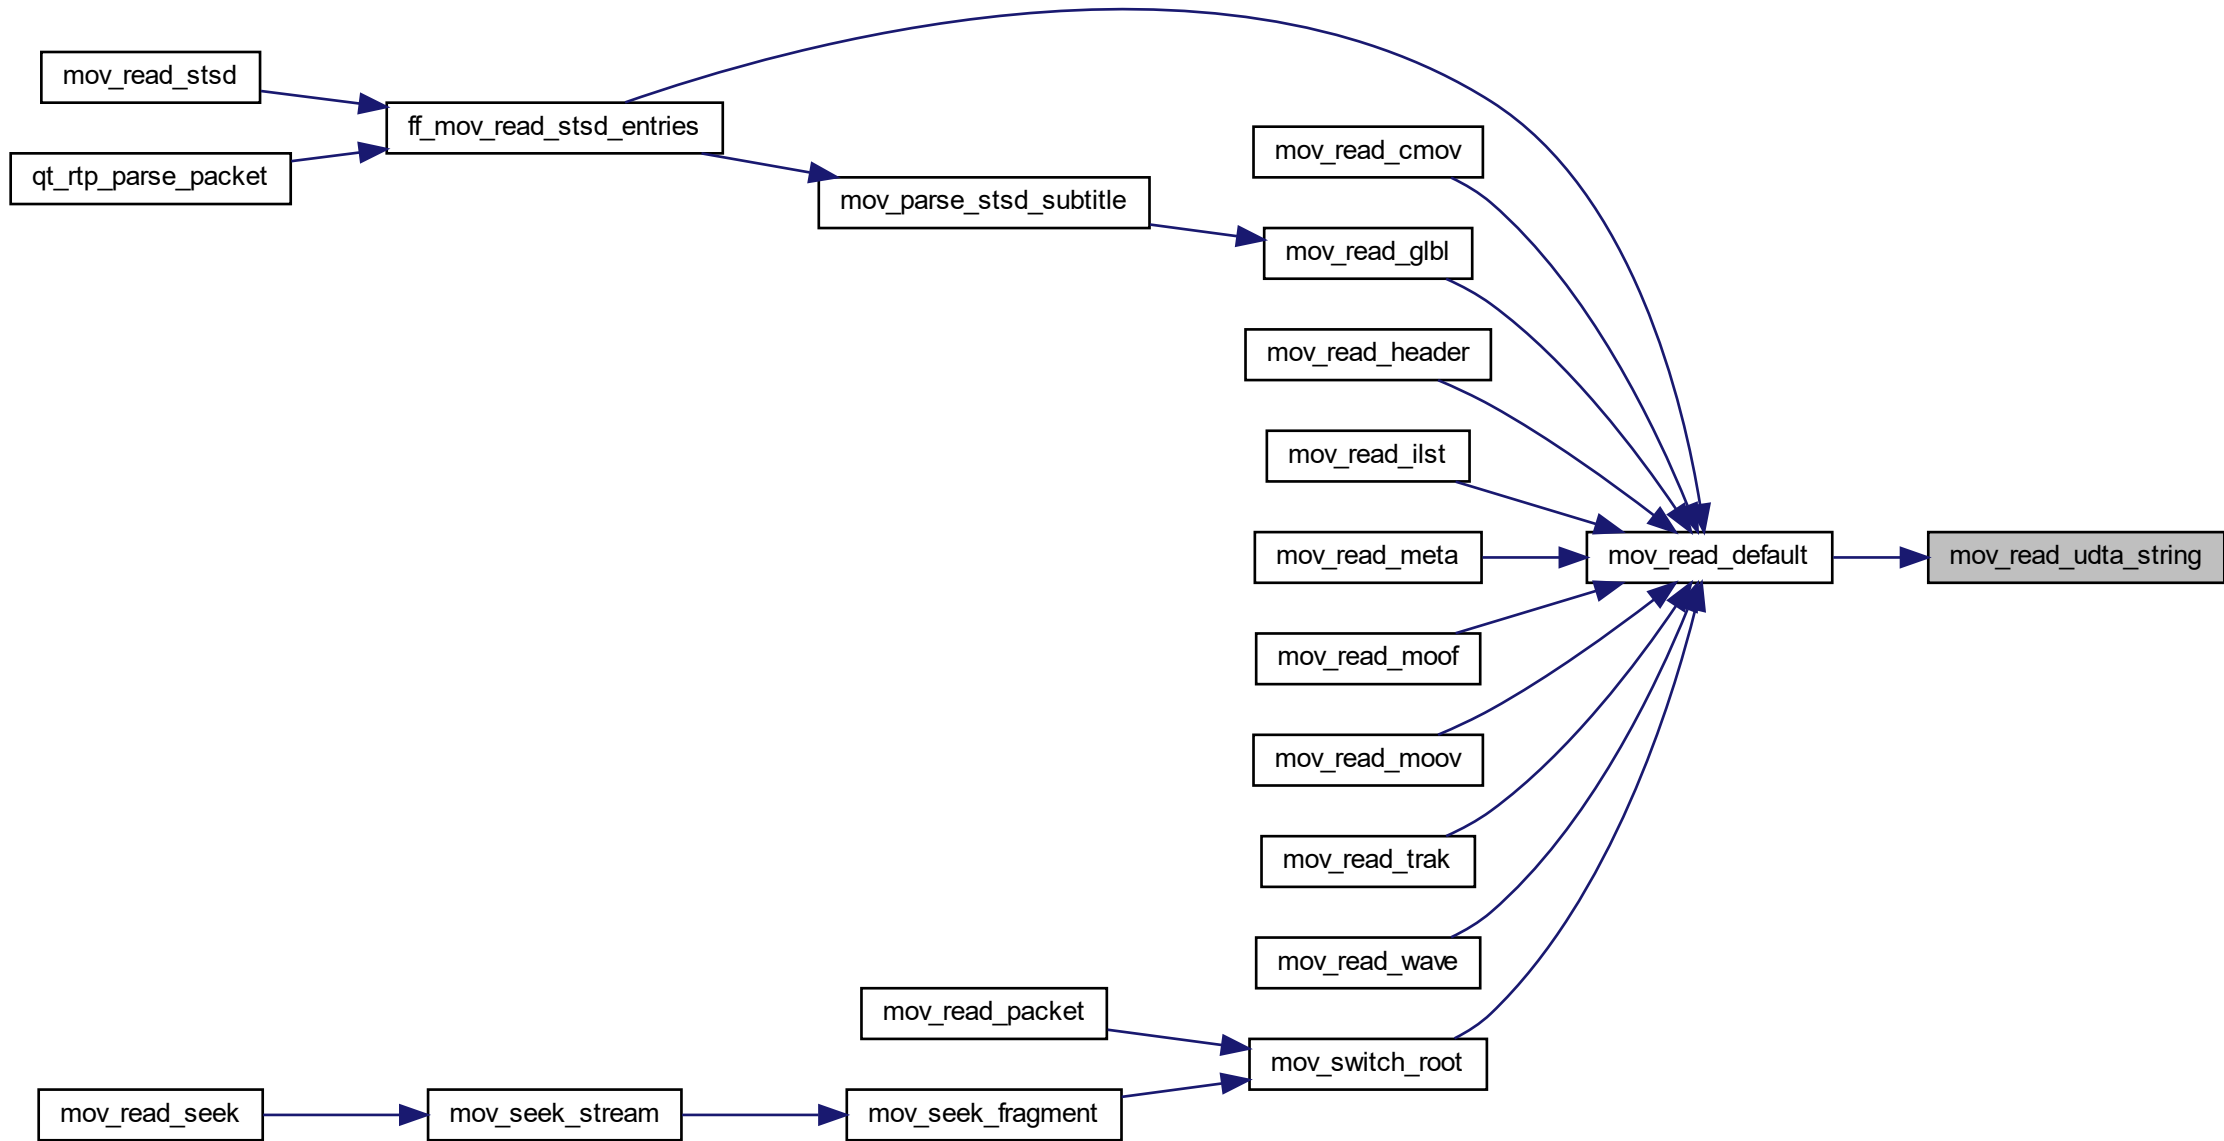 mov_read_stsd
ff_mov_read_stsd_entries
qt_rtp_parse_packet
mov_parse_stsd_subtitle
mov_read_cmov
mov_read_glbl
mov_read_header
mov_read_ilst
mov_read_meta
mov_read_default
mov_read_udta_string
mov_read_moof
mov_read_moov
mov_read_trak
mov_read_wave
mov_read_packet
mov_switch_root
mov_read_seek
mov_seek_stream
mov_seek_fragment